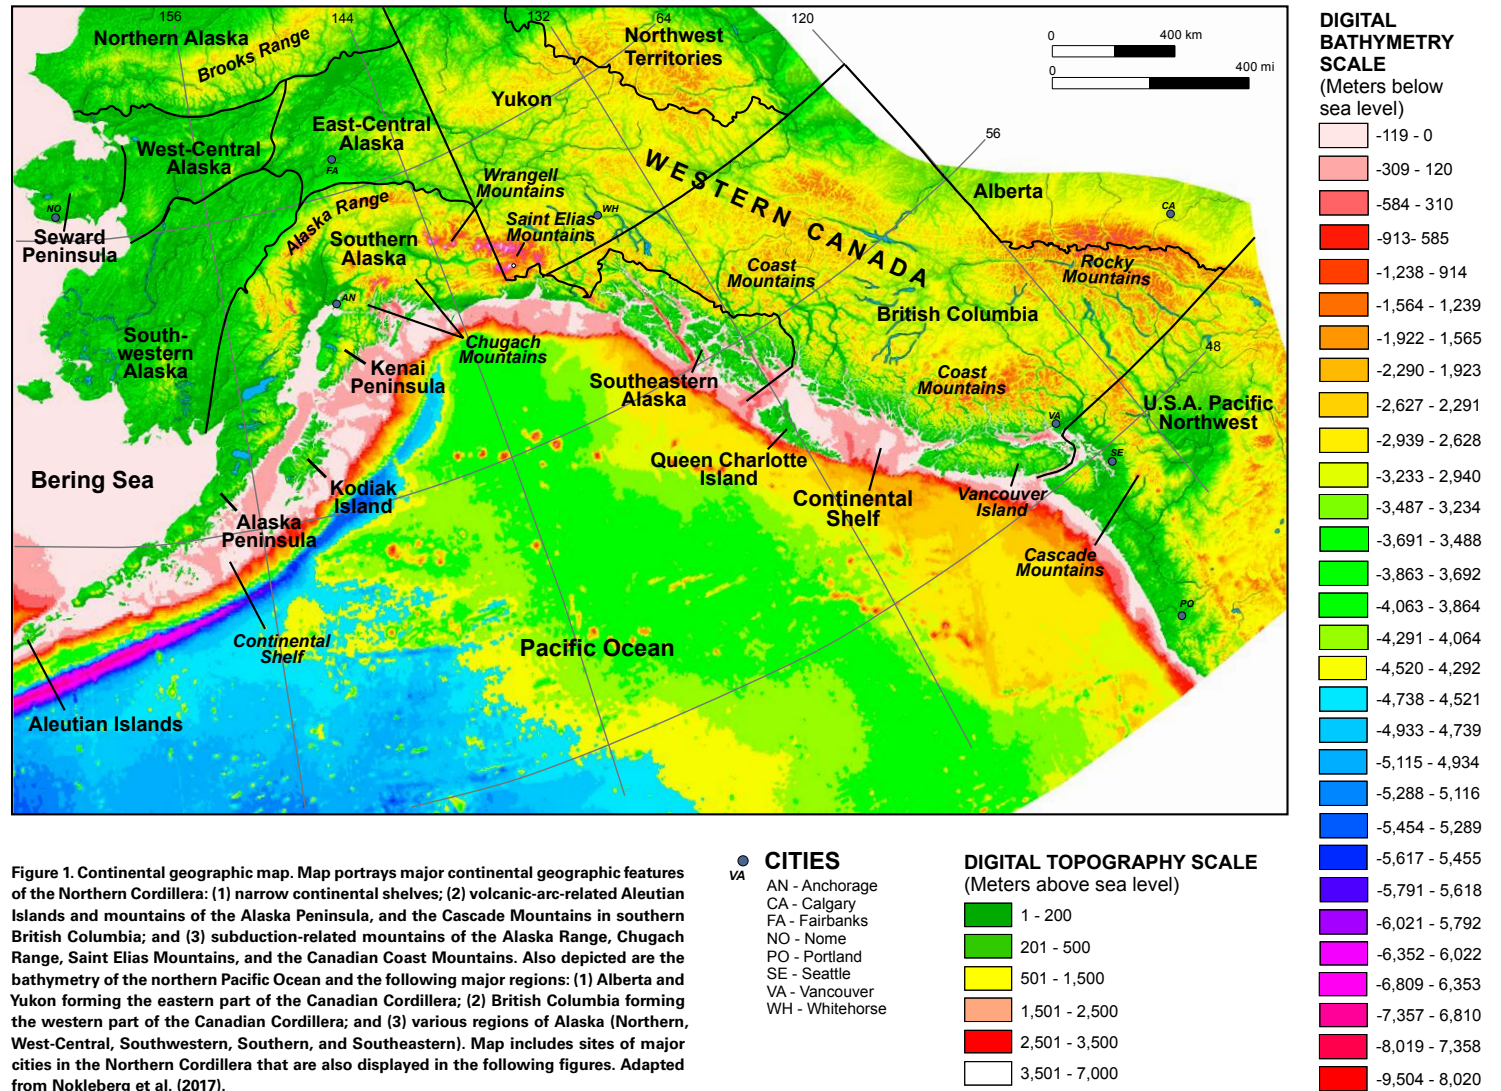 156
144
132
64
120
Northern Alaska
Brooks Range
Northwest
Territories
0 400 km
0 400 mi
Yukon
East-Central
Alaska
West-Central
Alaska
FA
56
WESTERN CANADA
Wrangell
Mountains
Alberta
CA
NO
Seward
Peninsula
Alaska Range
Southern
Alaska
Saint Elias
Mountains
WH
Coast
Mountains
Rocky
Mountains
AN
British Columbia
South-
western
Alaska
Chugach
Mountains
Kenai
Peninsula
Southeastern
Alaska
Coast
Mountains
48
U.S.A. Pacific
Northwest
VA
SE
Bering Sea
Kodiak
Island
Queen Charlotte
Island
Continental
Shelf
Vancouver
Island
Alaska
Peninsula
Cascade
Mountains
PO
Continental
Shelf
Pacific Ocean
Aleutian Islands
DIGITAL
BATHYMETRY
SCALE
(Meters below
sea level)
-119 - 0
-309 - 120
-584 - 310
-913- 585
-1,238 - 914
-1,564 - 1,239
-1,922 - 1,565
-2,290 - 1,923
-2,627 - 2,291
-2,939 - 2,628
-3,233 - 2,940
-3,487 - 3,234
-3,691 - 3,488
-3,863 - 3,692
-4,063 - 3,864
-4,291 - 4,064
-4,520 - 4,292
-4,738 - 4,521
-4,933 - 4,739
-5,115 - 4,934
-5,288 - 5,116
-5,454 - 5,289
-5,617 - 5,455
-5,791 - 5,618
-6,021 - 5,792
-6,352 - 6,022
-6,809 - 6,353
-7,357 - 6,810
-8,019 - 7,358
-9,504 - 8,020
Figure 1. Continental geographic map. Map portrays major continental geographic features
of the Northern Cordillera: (1) narrow continental shelves; (2) volcanic-arc-related Aleutian
Islands and mountains of the Alaska Peninsula, and the Cascade Mountains in southern
British Columbia; and (3) subduction-related mountains of the Alaska Range, Chugach
Range, Saint Elias Mountains, and the Canadian Coast Mountains. Also depicted are the
bathymetry of the northern Pacific Ocean and the following major regions: (1) Alberta and
Yukon forming the eastern part of the Canadian Cordillera; (2) British Columbia forming
the western part of the Canadian Cordillera; and (3) various regions of Alaska (Northern,
West-Central, Southwestern, Southern, and Southeastern). Map includes sites of major
cities in the Northern Cordillera that are also displayed in the following figures. Adapted
from Nokleberg et al. (2017).
VA
CITIES
AN - Anchorage
CA - Calgary
FA - Fairbanks
NO - Nome
PO - Portland
SE - Seattle
VA - Vancouver
WH - Whitehorse
DIGITAL TOPOGRAPHY SCALE
(Meters above sea level)
1 - 200
201 - 500
501 - 1,500
1,501 - 2,500
2,501 - 3,500
3,501 - 7,000